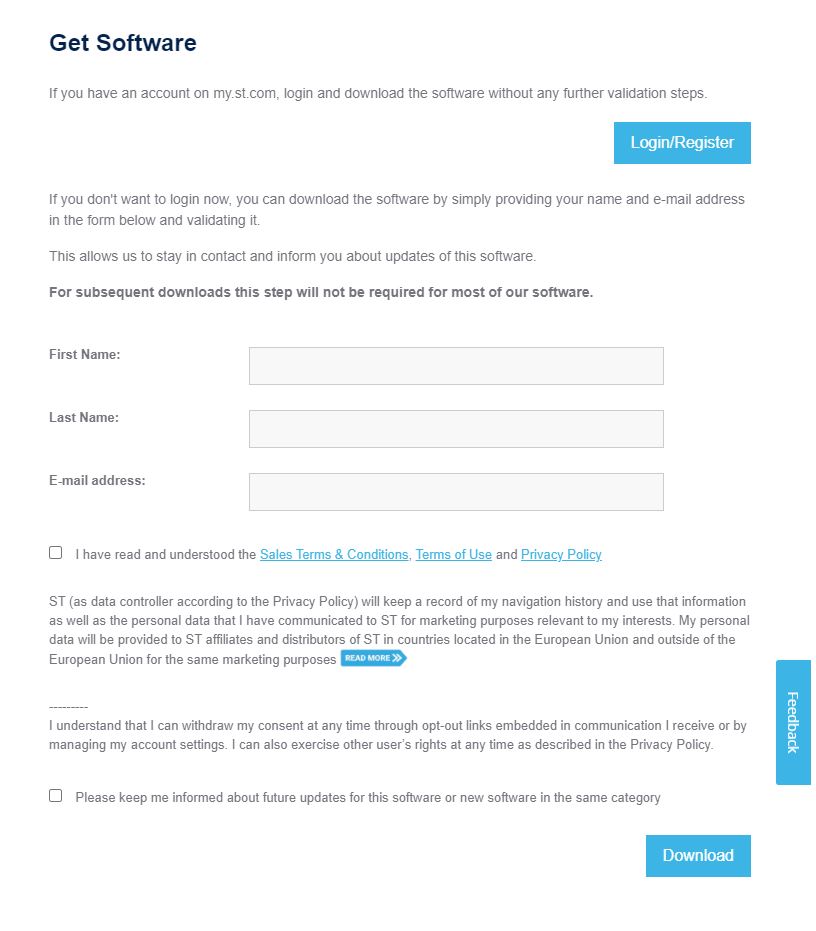 Get Software
If you have an account on my.st.com, login and download the software without any further validation steps.
Login/Register
If you don't want to login now, you can download the software by simply providing your name and e-mail address
in the form below and validating it.
This allows us to stay in contact and inform you about updates of this software.
For subsequent downloads this step will not be required for most of our software.
First Name:
Last Name:
E-mail address:
I have read and understood the Sales Terms & Conditions, Terms of Use and Privacy Policy
ST (as data controller according to the Privacy Policy) will keep a record of my navigation history and use that information
as well as the personal data that I have communicated to ST for marketing purposes relevant to my interests. My personal
data will be provided to ST affiliates and distributors of ST in countries located in the European Union and outside of the
European Union for the same marketing purposes READ MORE
---------
I understand that I can withdraw my consent at any time through opt-out links embedded in communication I receive or by
managing my account settings. I can also exercise other user’s rights at any time as described in the Privacy Policy.
Please keep me informed about future updates for this software or new software in the same category
Download
Feedback